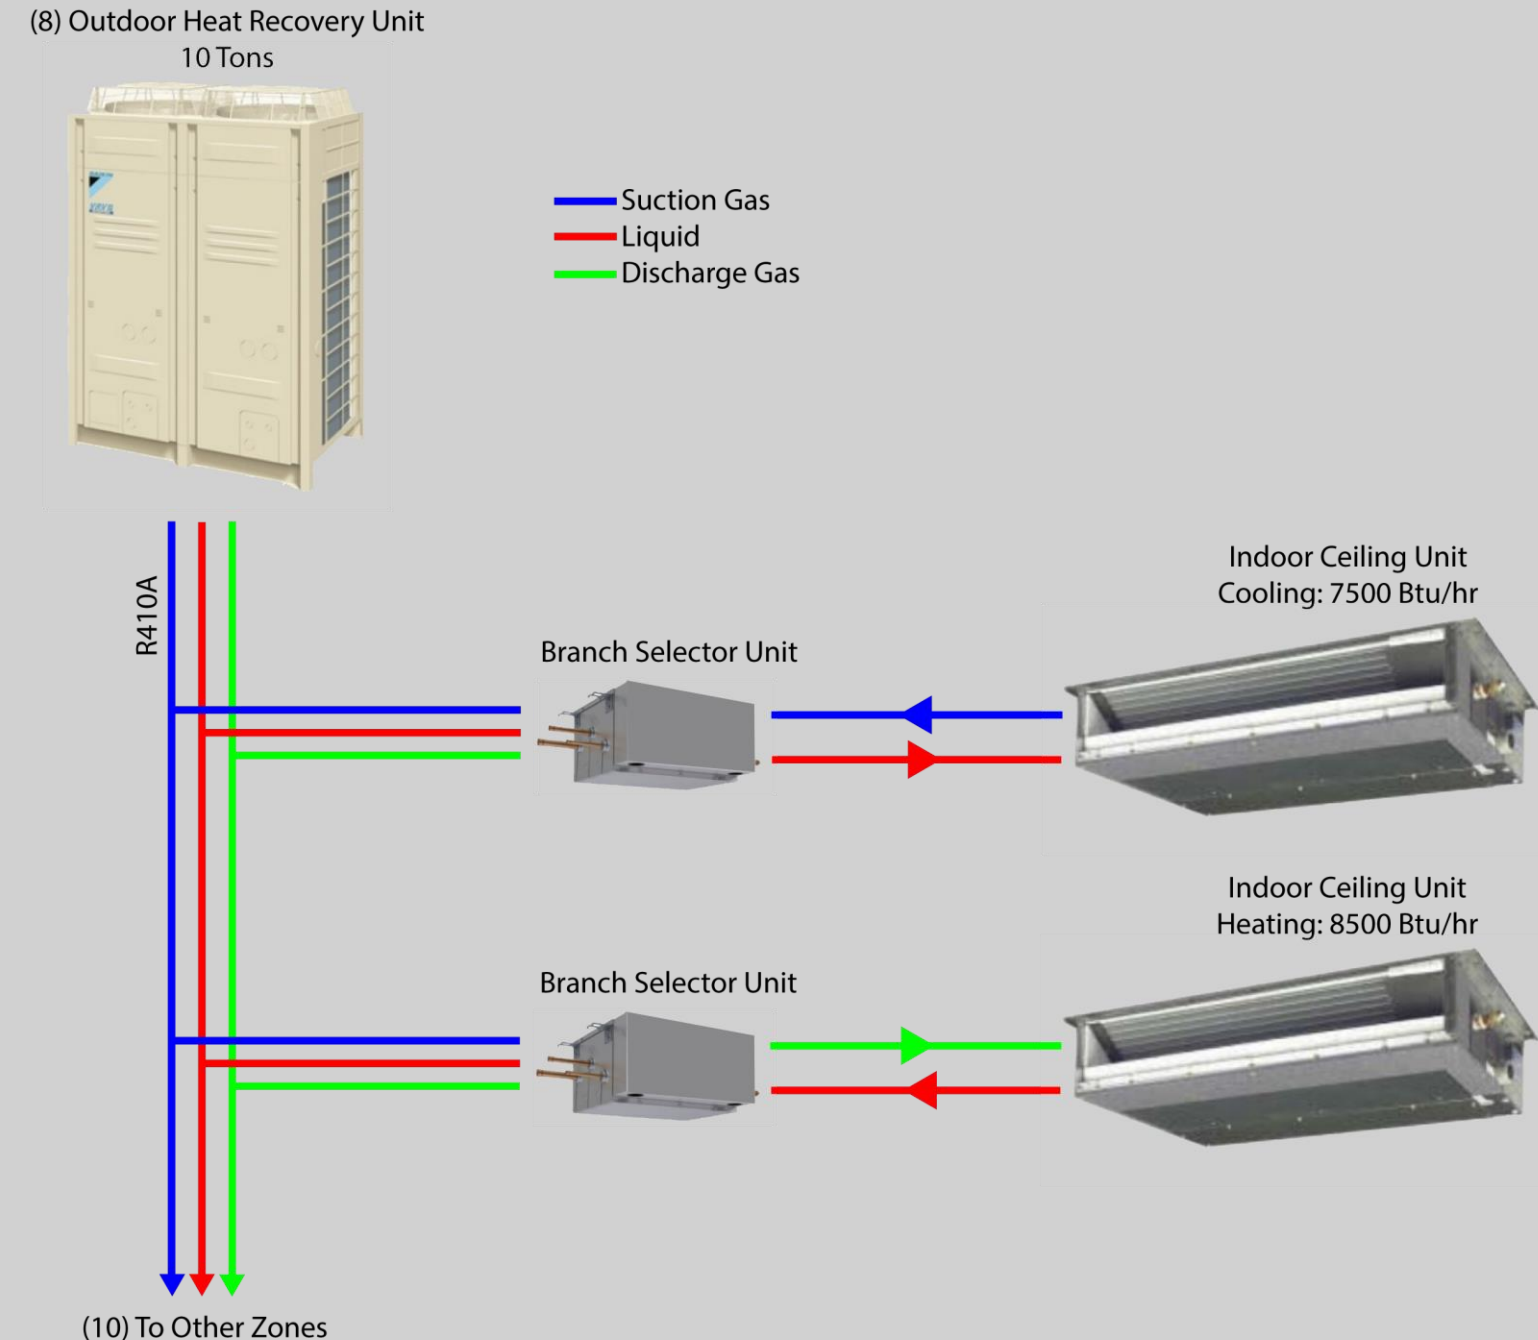 (8) Outdoor Heat Recovery Unit
10 Tons
DAIKIN
Suction Gas
Liquid
Discharge Gas
R410A
Indoor Ceiling Unit
Cooling: 7500 Btu/hr
Branch Selector Unit
Indoor Ceiling Unit
Heating: 8500 Btu/hr
Branch Selector Unit
(10) To Other Zones